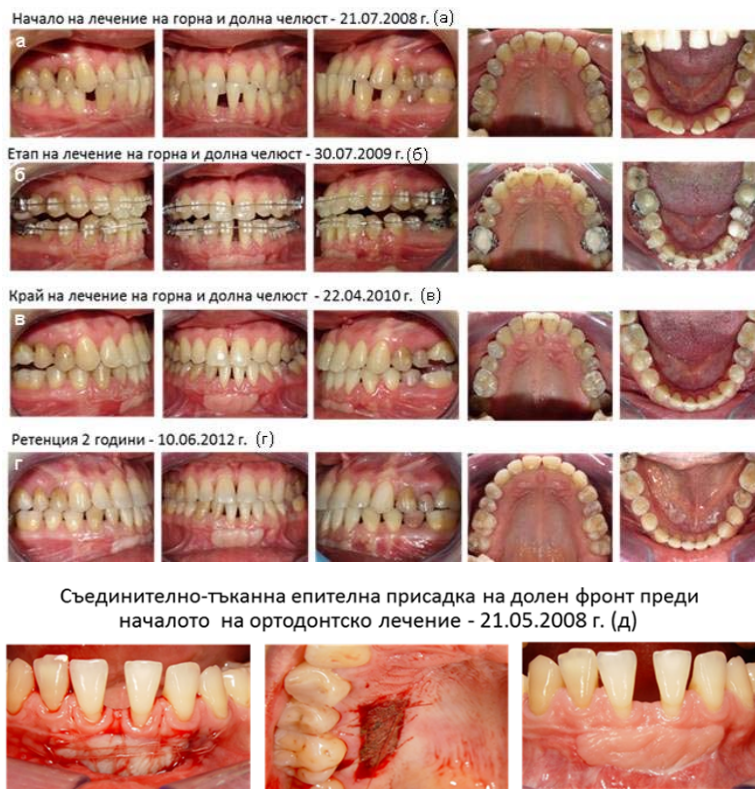 Начало на лечение на горна и долна челюст - 21.07.2008 г. (а)
а
Етап на лечение на горна и долна челюст - 30.07.2009 г. (б)
б
Край на лечение на горна и долна челюст - 22.04.2010 г. (в)
в
Ретенция 2 години - 10.06.2012 г. (г)
г
Съединително-тъканна епителна присадка на долен фронт преди
началото на ортодонтско лечение - 21.05.2008 г. (д)